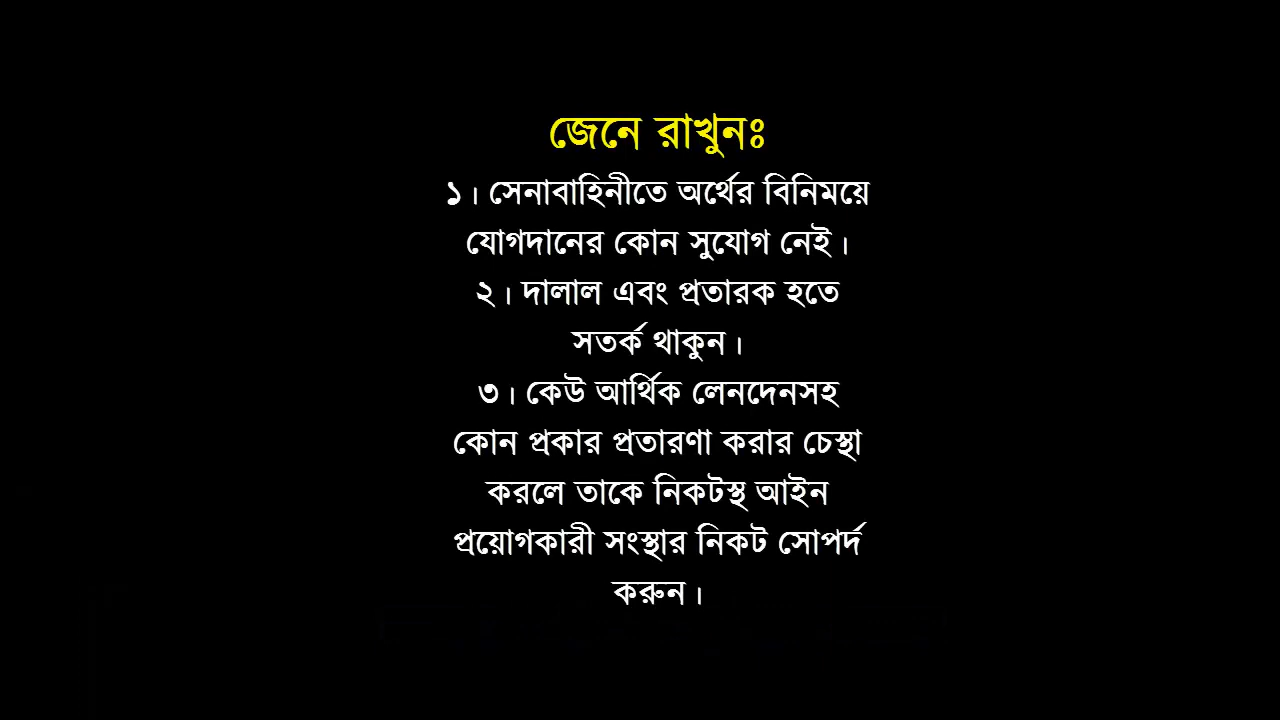 জেনে রাখুনঃ
১। সেনাবাহিনীতে অর্থের বিনিময়ে
যোগদানের কোন সুযোগ নেই।
২। দালাল এবং প্রতারক হতে
সতর্ক থাকুন।
৩। কেউ আর্থিক লেনদেনসহ
কোন প্রকার প্রতারণা করার চেস্থা
করলে তাকে নিকটস্থ আইন
প্রয়োগকারী সংস্থার নিকট সোপর্দ
করুন।